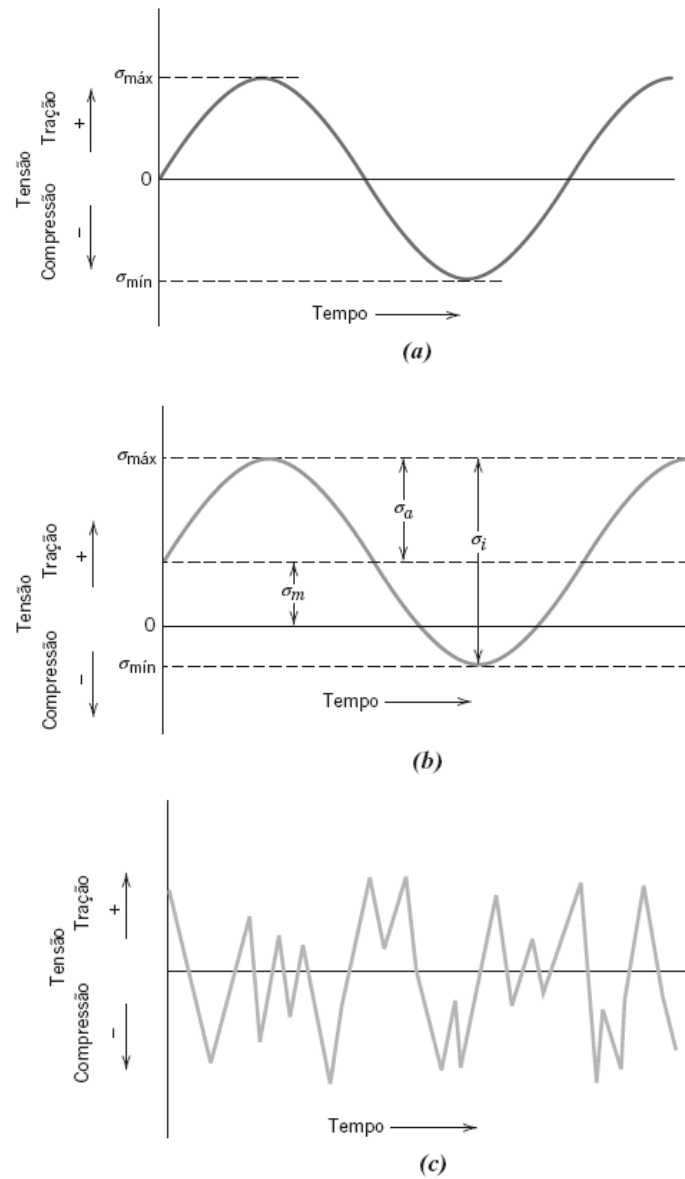 σmáx
Tração
+
Tensão
0
Compressão
−
σmín
Tempo
(a)
σmáx
σa
σi
Tração
+
σm
Tensão
0
Compressão
−
σmín
Tempo
(b)
Tração
+
Tensão
Compressão
−
Tempo
(c)